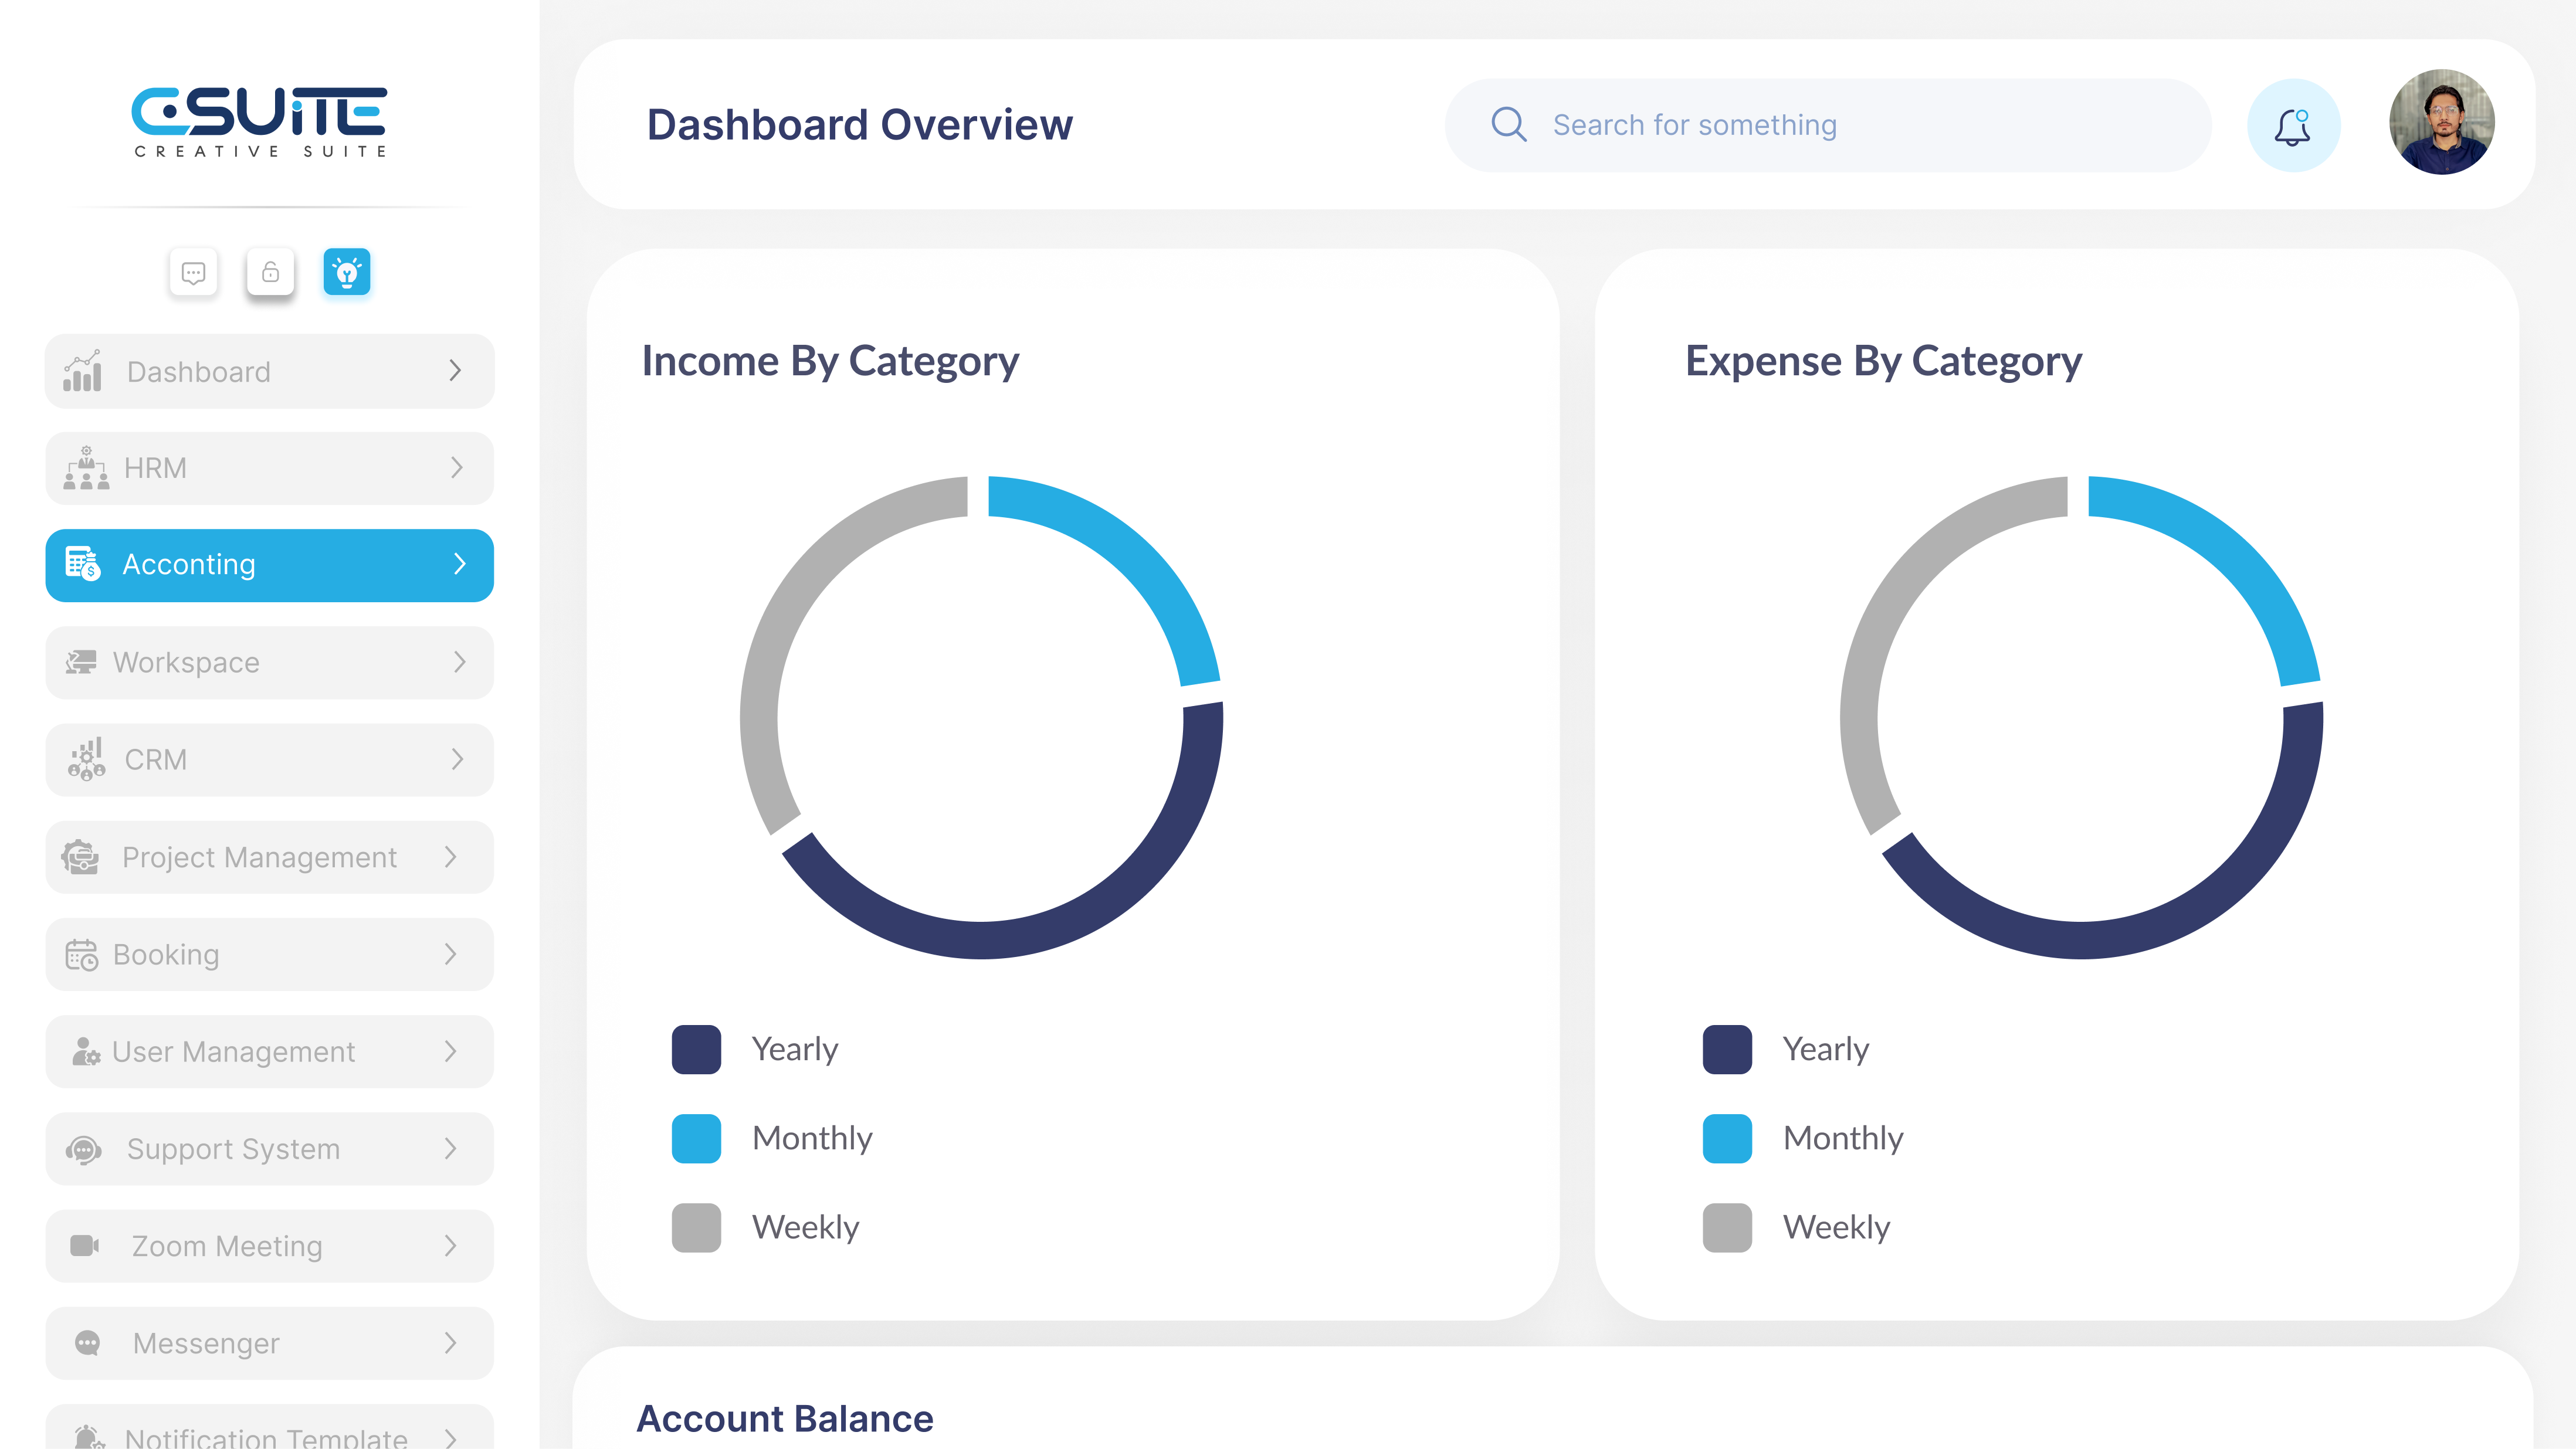 CSUITE
CREATIVE SUITE
Dashboard
HRM
Acconting
Workspace
CRM
Project Management
Booking
User Management
Support System
Zoom Meeting
Messenger
Notification Template
Dashboard Overview
Search for something
Income By Category
Yearly
Monthly
Weekly
Expense By Category
Yearly
Monthly
Weekly
Account Balance